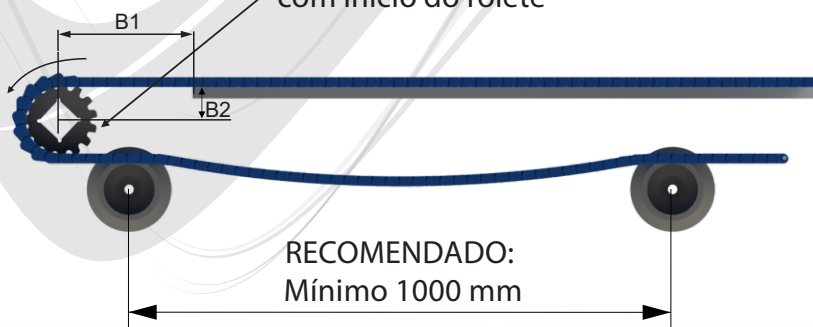 com início do rolete
B1
B2
RECOMENDADO:
Mínimo 1000 mm